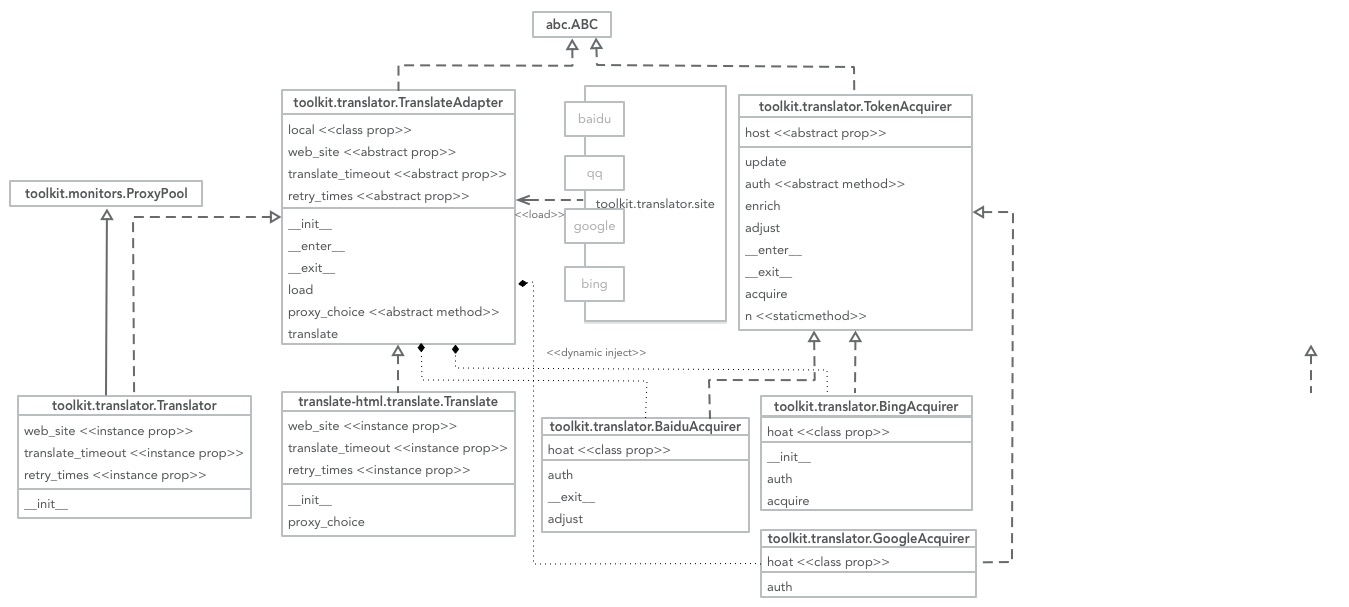 abc.ABC
toolkit.translator.TranslateAdapter
local <<class prop>>
web_site <<abstract prop>>
translate_timeout <<abstract prop>>
retry_times <<abstract prop>>
__init__
__enter__
__exit__
load
proxy_choice <<abstract method>>
translate
baidu
qq
toolkit.translator.site
google
bing
<<load>>
toolkit.translator.TokenAcquirer
host <<abstract prop>>
update
auth <<abstract method>>
enrich
adjust
__enter__
__exit__
acquire
n <<staticmethod>>
toolkit.monitors.ProxyPool
<<dynamic inject>>
toolkit.translator.Translator
web_site <<instance prop>>
translate_timeout <<instance prop>>
retry_times <<instance prop>>
__init__
translate-html.translate.Translate
web_site <<instance prop>>
translate_timeout <<instance prop>>
retry_times <<instance prop>>
__init__
proxy_choice
toolkit.translator.BaiduAcquirer
hoat <<class prop>>
auth
__exit__
adjust
toolkit.translator.BingAcquirer
hoat <<class prop>>
__init__
auth
acquire
toolkit.translator.GoogleAcquirer
hoat <<class prop>>
auth